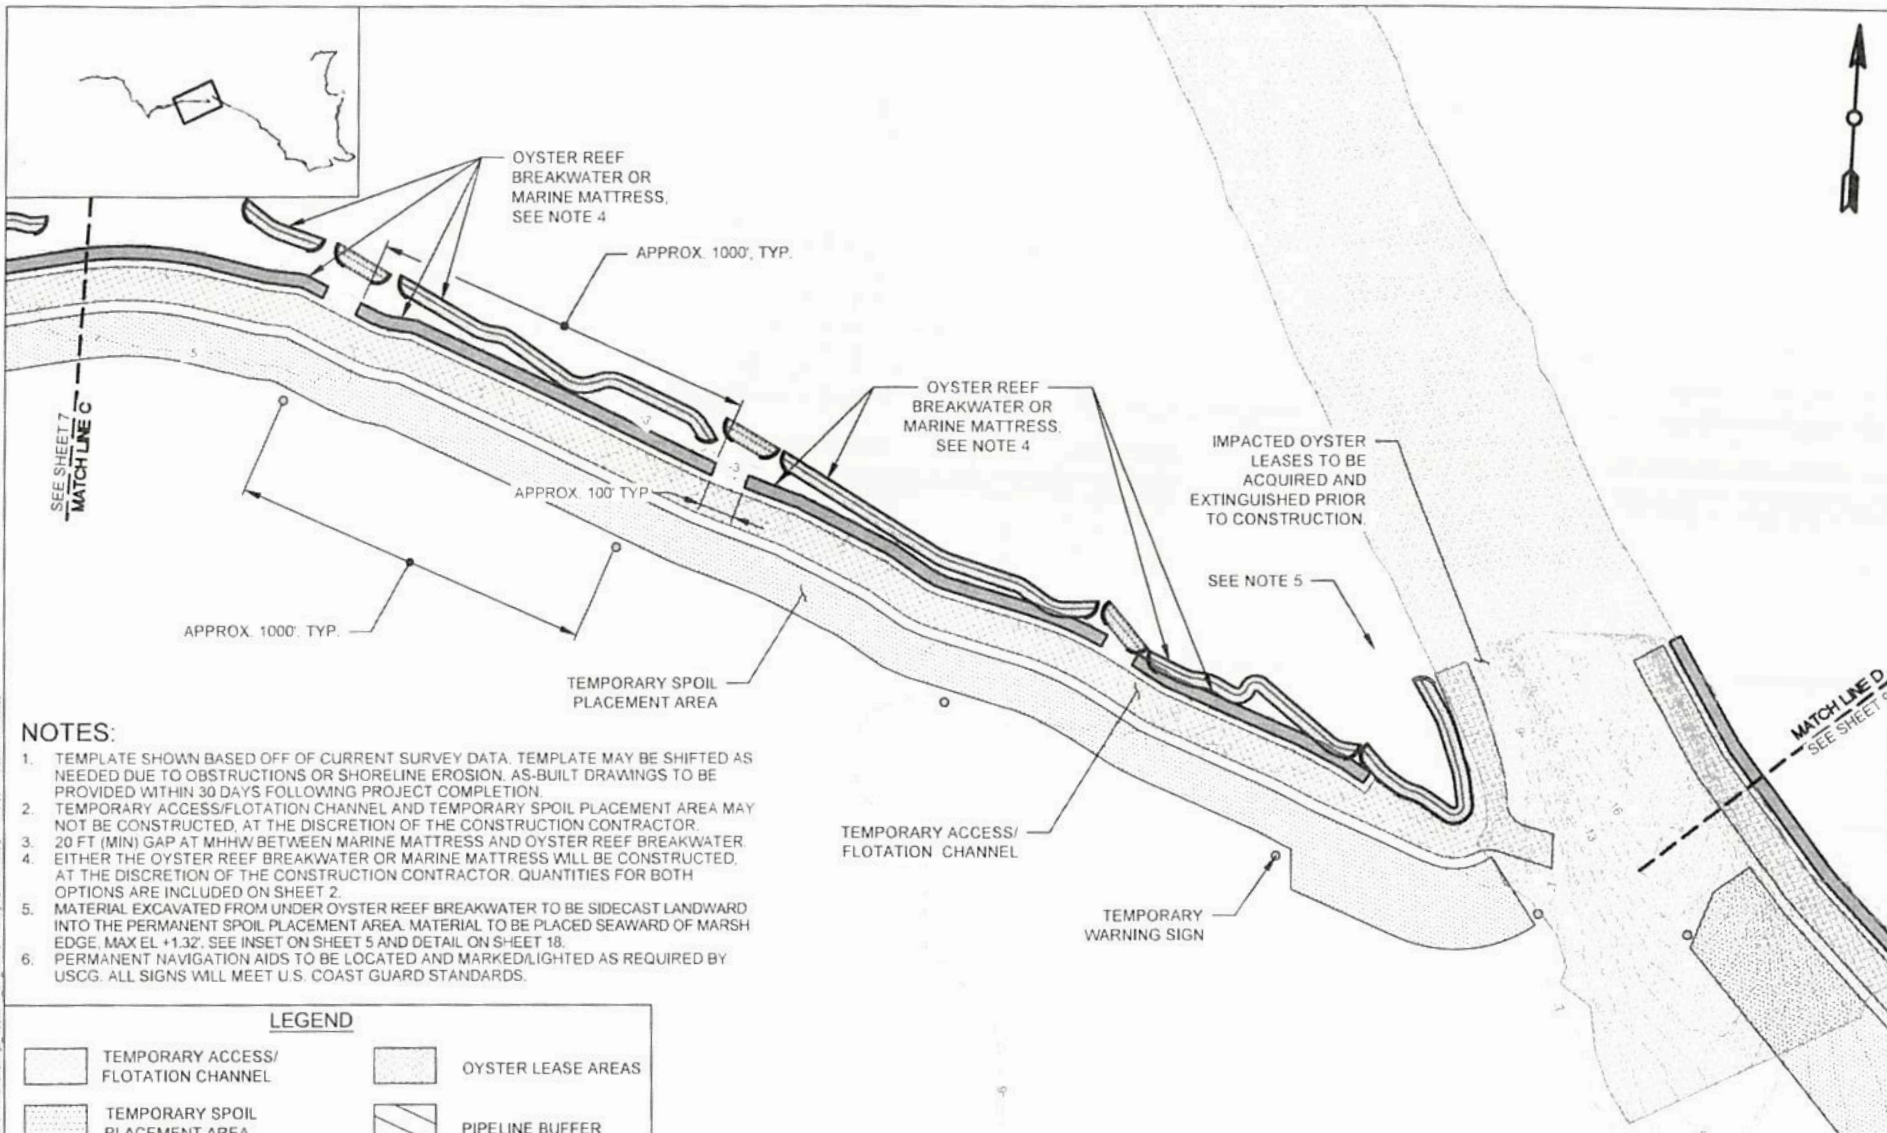 OYSTER REEF
BREAKWATER OR
MARINE MATTRESS,
SEE NOTE 4
APPROX. 1000', TYP.
SEE SHEET 7
MATCH LINE C
5
-3
-3
APPROX. 100' TYP
OYSTER REEF
BREAKWATER OR
MARINE MATTRESS,
SEE NOTE 4
IMPACTED OYSTER
LEASES TO BE
ACQUIRED AND
EXTINGUISHED PRIOR
TO CONSTRUCTION.
SEE NOTE 5
APPROX. 1000'. TYP.
TEMPORARY SPOIL
PLACEMENT AREA
MATCH LINE D
SEE SHEET
TEMPORARY ACCESS/
FLOTATION CHANNEL
TEMPORARY
WARNING SIGN
NOTES:
1. TEMPLATE SHOWN BASED OFF OF CURRENT SURVEY DATA. TEMPLATE MAY BE SHIFTED AS
NEEDED DUE TO OBSTRUCTIONS OR SHORELINE EROSION. AS-BUILT DRAWINGS TO BE
PROVIDED WITHIN 30 DAYS FOLLOWING PROJECT COMPLETION.
2. TEMPORARY ACCESS/FLOTATION CHANNEL AND TEMPORARY SPOIL PLACEMENT AREA MAY
NOT BE CONSTRUCTED, AT THE DISCRETION OF THE CONSTRUCTION CONTRACTOR.
3. 20 FT (MIN) GAP AT MHHW BETWEEN MARINE MATTRESS AND OYSTER REEF BREAKWATER.
4. EITHER THE OYSTER REEF BREAKWATER OR MARINE MATTRESS WILL BE CONSTRUCTED,
AT THE DISCRETION OF THE CONSTRUCTION CONTRACTOR. QUANTITIES FOR BOTH
OPTIONS ARE INCLUDED ON SHEET 2.
5. MATERIAL EXCAVATED FROM UNDER OYSTER REEF BREAKWATER TO BE SIDECAST LANDWARD
INTO THE PERMANENT SPOIL PLACEMENT AREA. MATERIAL TO BE PLACED SEAWARD OF MARSH
EDGE, MAX EL +1.32'. SEE INSET ON SHEET 5 AND DETAIL ON SHEET 18.
6. PERMANENT NAVIGATION AIDS TO BE LOCATED AND MARKED/LIGHTED AS REQUIRED BY
USCG. ALL SIGNS WILL MEET U.S. COAST GUARD STANDARDS.
LEGEND
TEMPORARY ACCESS/
FLOTATION CHANNEL
OYSTER LEASE AREAS
TEMPORARY SPOIL
PLACEMENT AREA
PIPELINE BUFFER